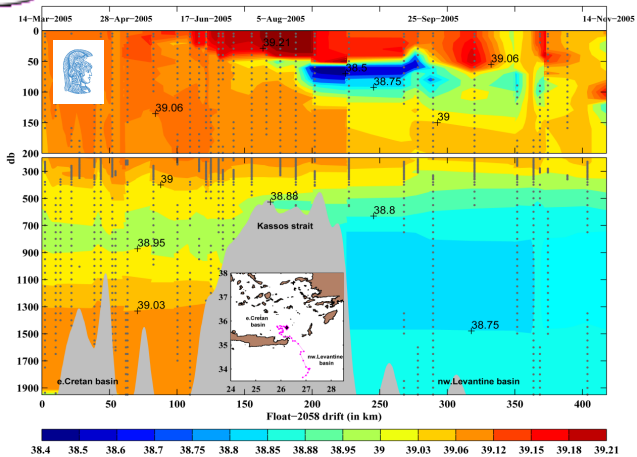 14−Mar−2005 28−Apr−2005 17−Jun−2005 5−Aug−2005 25−Sep−2005 14−Nov−2005
0
50
100
150
200
39.21
38.5
38.75
39.06
39.06
39
db
300
500
700
900
1100
1300
1500
1700
1900
39
38.88
38.8
38.95
39.03
38.75
Kassos strait
e.Cretan basin
nw.Levantine basin
38
37
36
35
34
e.Cretan
basin
nw.Levantine
basin
24 25 26 27 28
0 50 100 150 200 250 300 350 400
Float−2058 drift (in km)
38.4 38.5 38.6 38.7 38.75 38.8 38.85 38.88 38.95 39 39.03 39.06 39.12 39.15 39.18 39.21